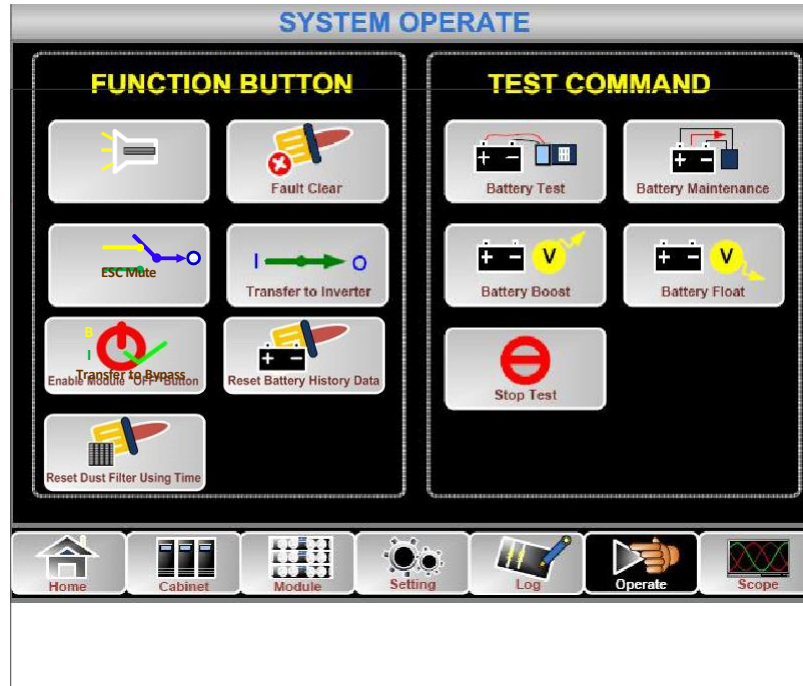 SYSTEM OPERATE
FUNCTION BUTTON
TEST COMMAND
Fault Clear
Battery Test
Battery Maintenance
ESC Mute
I O
Transfer to Inverter
V
Battery Boost
V
Battery Float
B
I
Transfer to Bypass
Enable Module "OFF" Button
Reset Battery History Data
Stop Test
Reset Dust Filter Using Time
Home
Cabinet
Module
Setting
Log
Operate
Scope